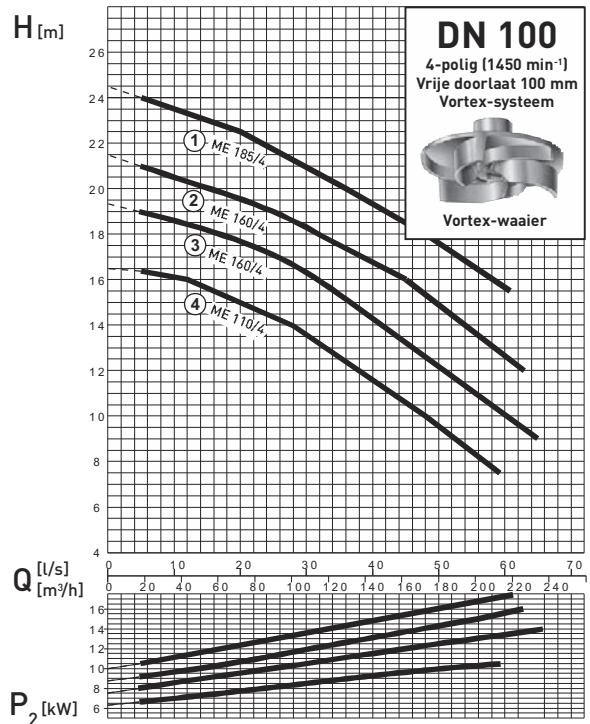 H [m]
DN 100
4-polig (1450 min⁻¹)
Vrije doorlaat 100 mm
Vortex-systeem
Vortex-waaier
26
24
22
20
18
16
14
12
10
8
6
4
1 ME 185/4
2 ME 160/4
3 ME 160/4
4 ME 110/4
Q [l/s]
0 10 20 30 40 50 60 70
[m³/h]
0 20 40 60 80 100 120 140 160 180 200 220 240
16
14
12
10
8
6
P₂ [kW]